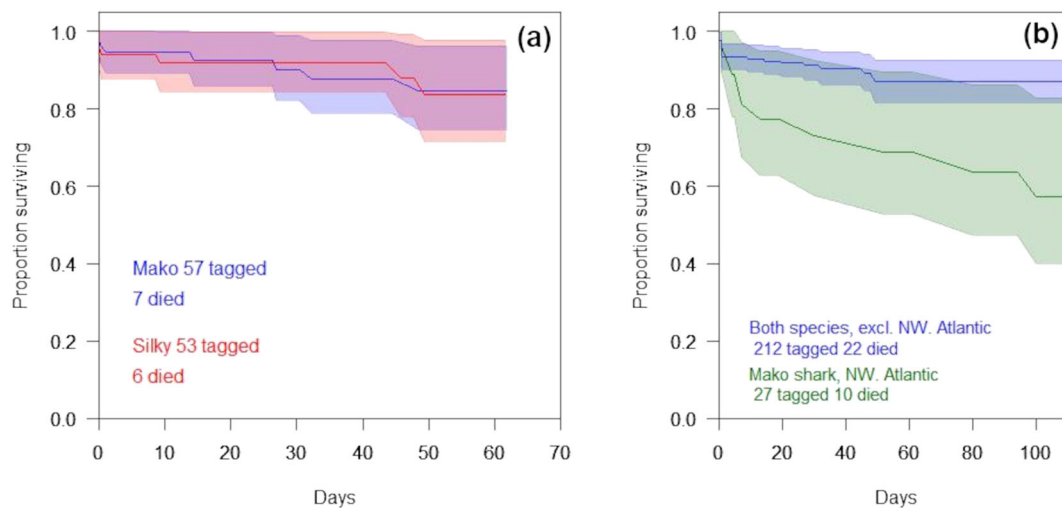 (a)
1.0
0.8
0.6
0.4
0.2
0.0
Proportion surviving
Mako 57 tagged
7 died
Silky 53 tagged
6 died
0 10 20 30 40 50 60 70
Days
(b)
1.0
0.8
0.6
0.4
0.2
0.0
Proportion surviving
Both species, excl. NW. Atlantic
212 tagged 22 died
Mako shark, NW. Atlantic
27 tagged 10 died
0 20 40 60 80 100
Days